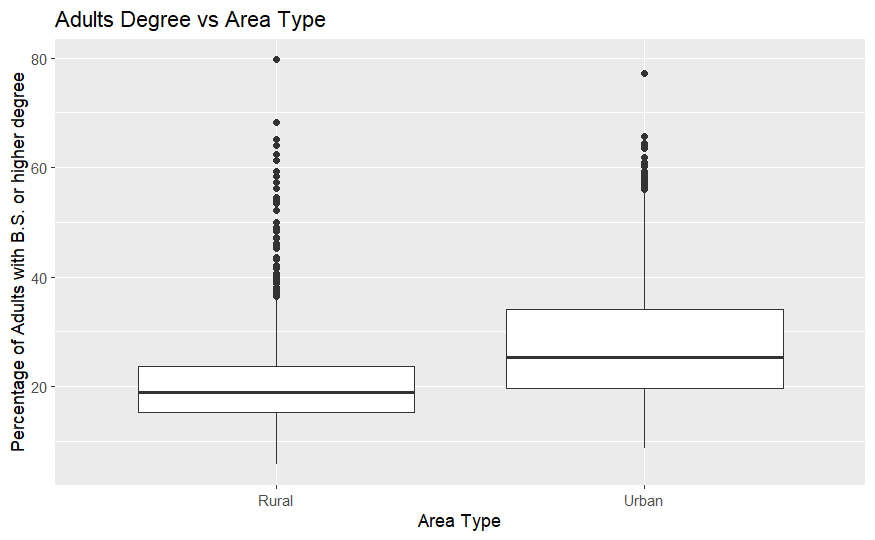 Adults Degree vs Area Type
Percentage of Adults with B.S. or higher degree
80
60
40
20
Rural
Urban
Area Type